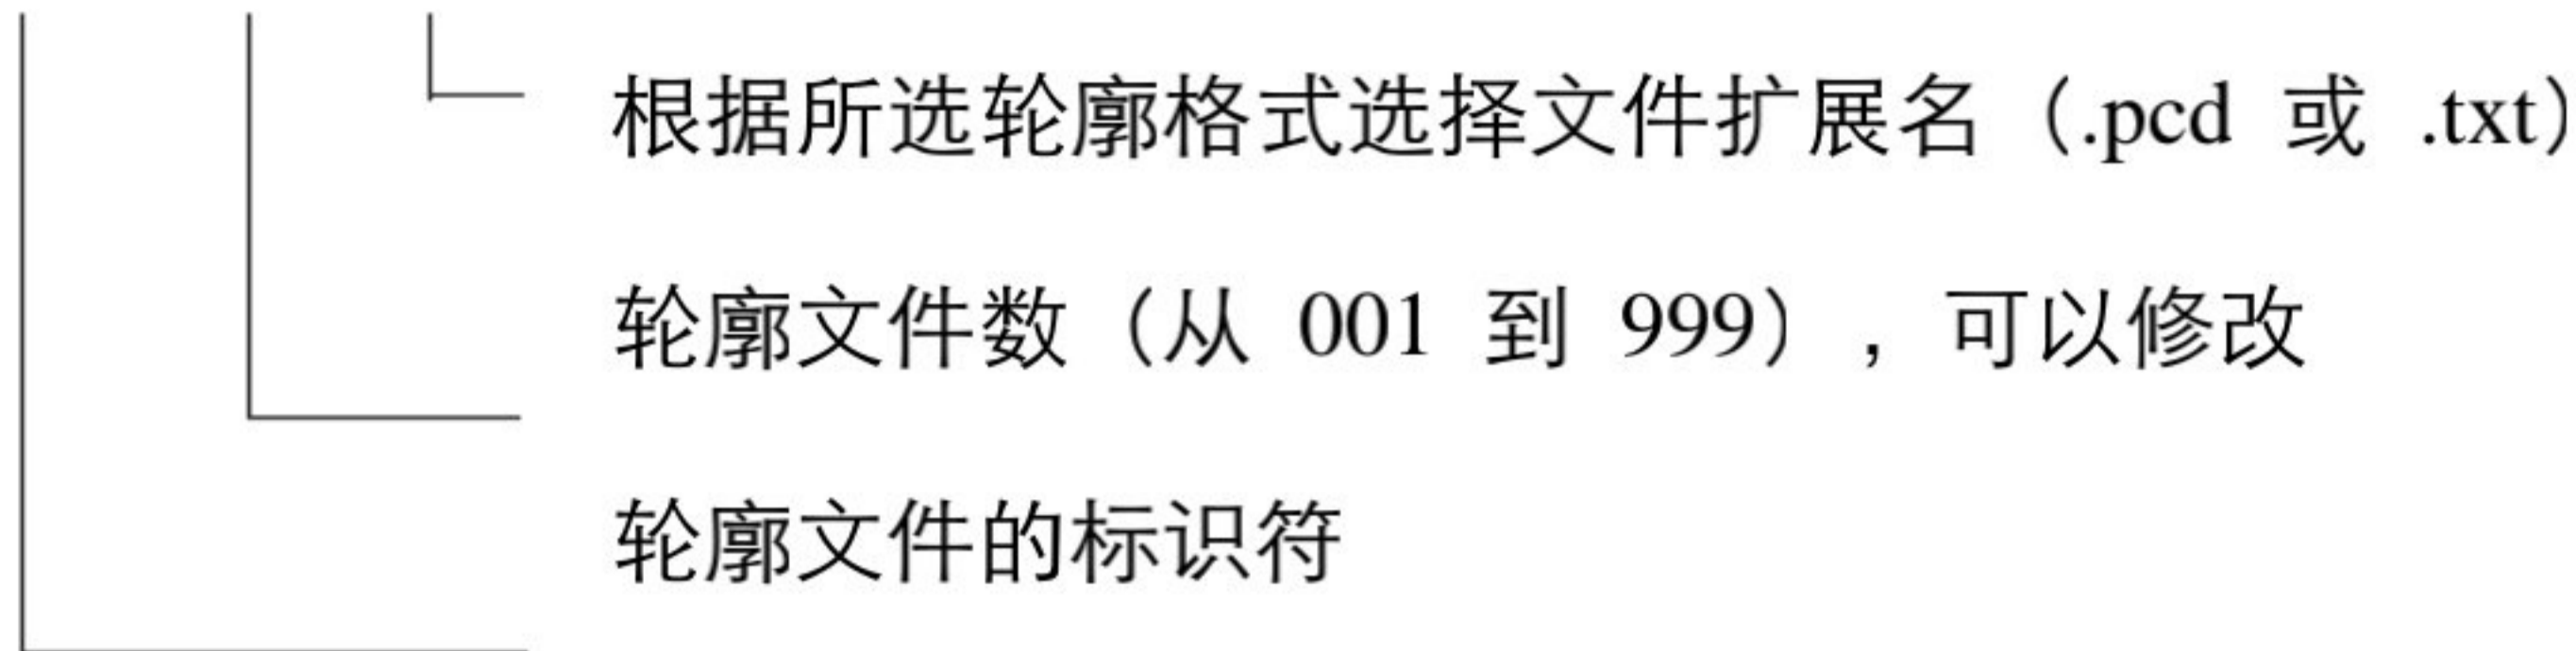 根据所选轮廓格式选择文件扩展名（.pcd 或 .txt）
轮廓文件数（从 001 到 999），可以修改
轮廓文件的标识符